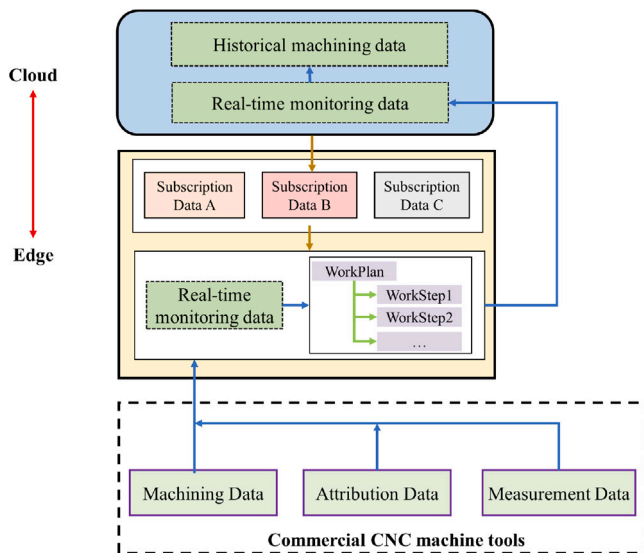 Historical machining data
Cloud
Real-time monitoring data
Subscription
Data A
Subscription
Data B
Subscription
Data C
Edge
Real-time
monitoring data
WorkPlan
WorkStep1
WorkStep2
...
Machining Data
Attribution Data
Measurement Data
Commercial CNC machine tools